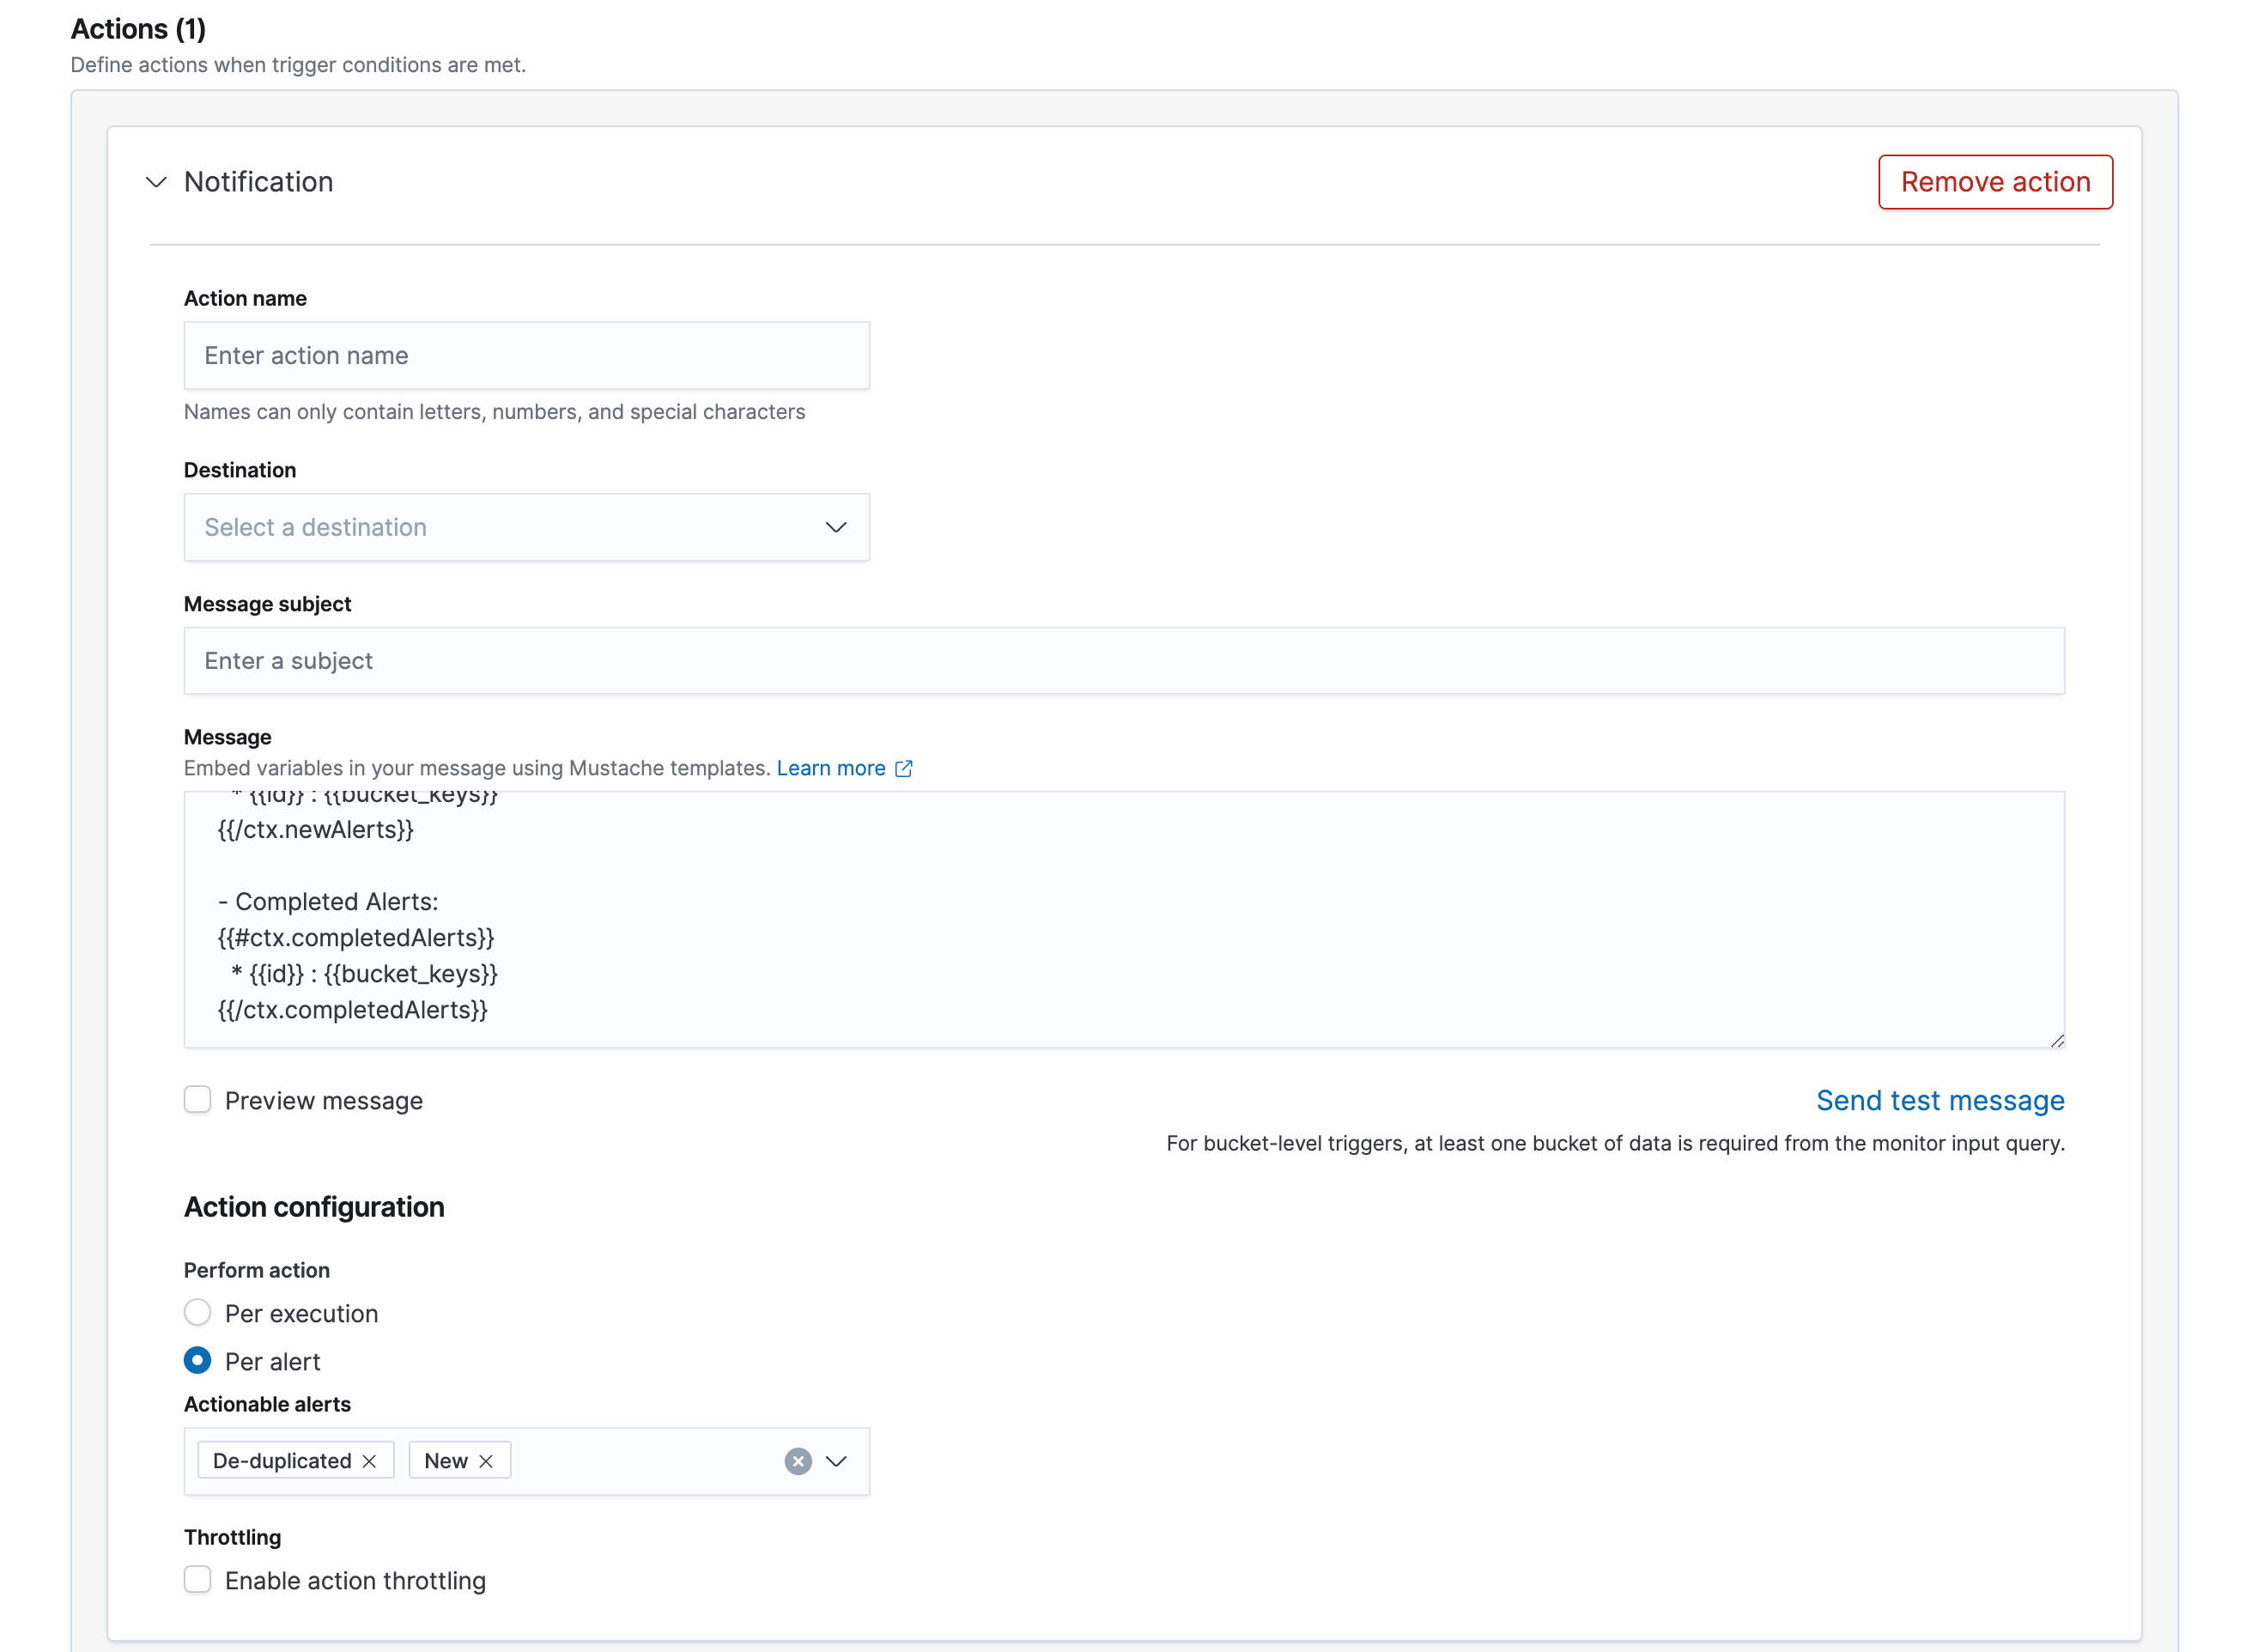 Actions (1)
Define actions when trigger conditions are met.
Notification
Remove action
Action name
Enter action name
Names can only contain letters, numbers, and special characters
Destination
Select a destination
Message subject
Enter a subject
Message
Embed variables in your message using Mustache templates. Learn more
* {{id}} : {{bucket_keys}}
{{/ctx.newAlerts}}
- Completed Alerts:
{{#ctx.completedAlerts}}
* {{id}} : {{bucket_keys}}
{{/ctx.completedAlerts}}
Preview message
Send test message
For bucket-level triggers, at least one bucket of data is required from the monitor input query.
Action configuration
Perform action
Per execution
Per alert
Actionable alerts
De-duplicated
New
Throttling
Enable action throttling